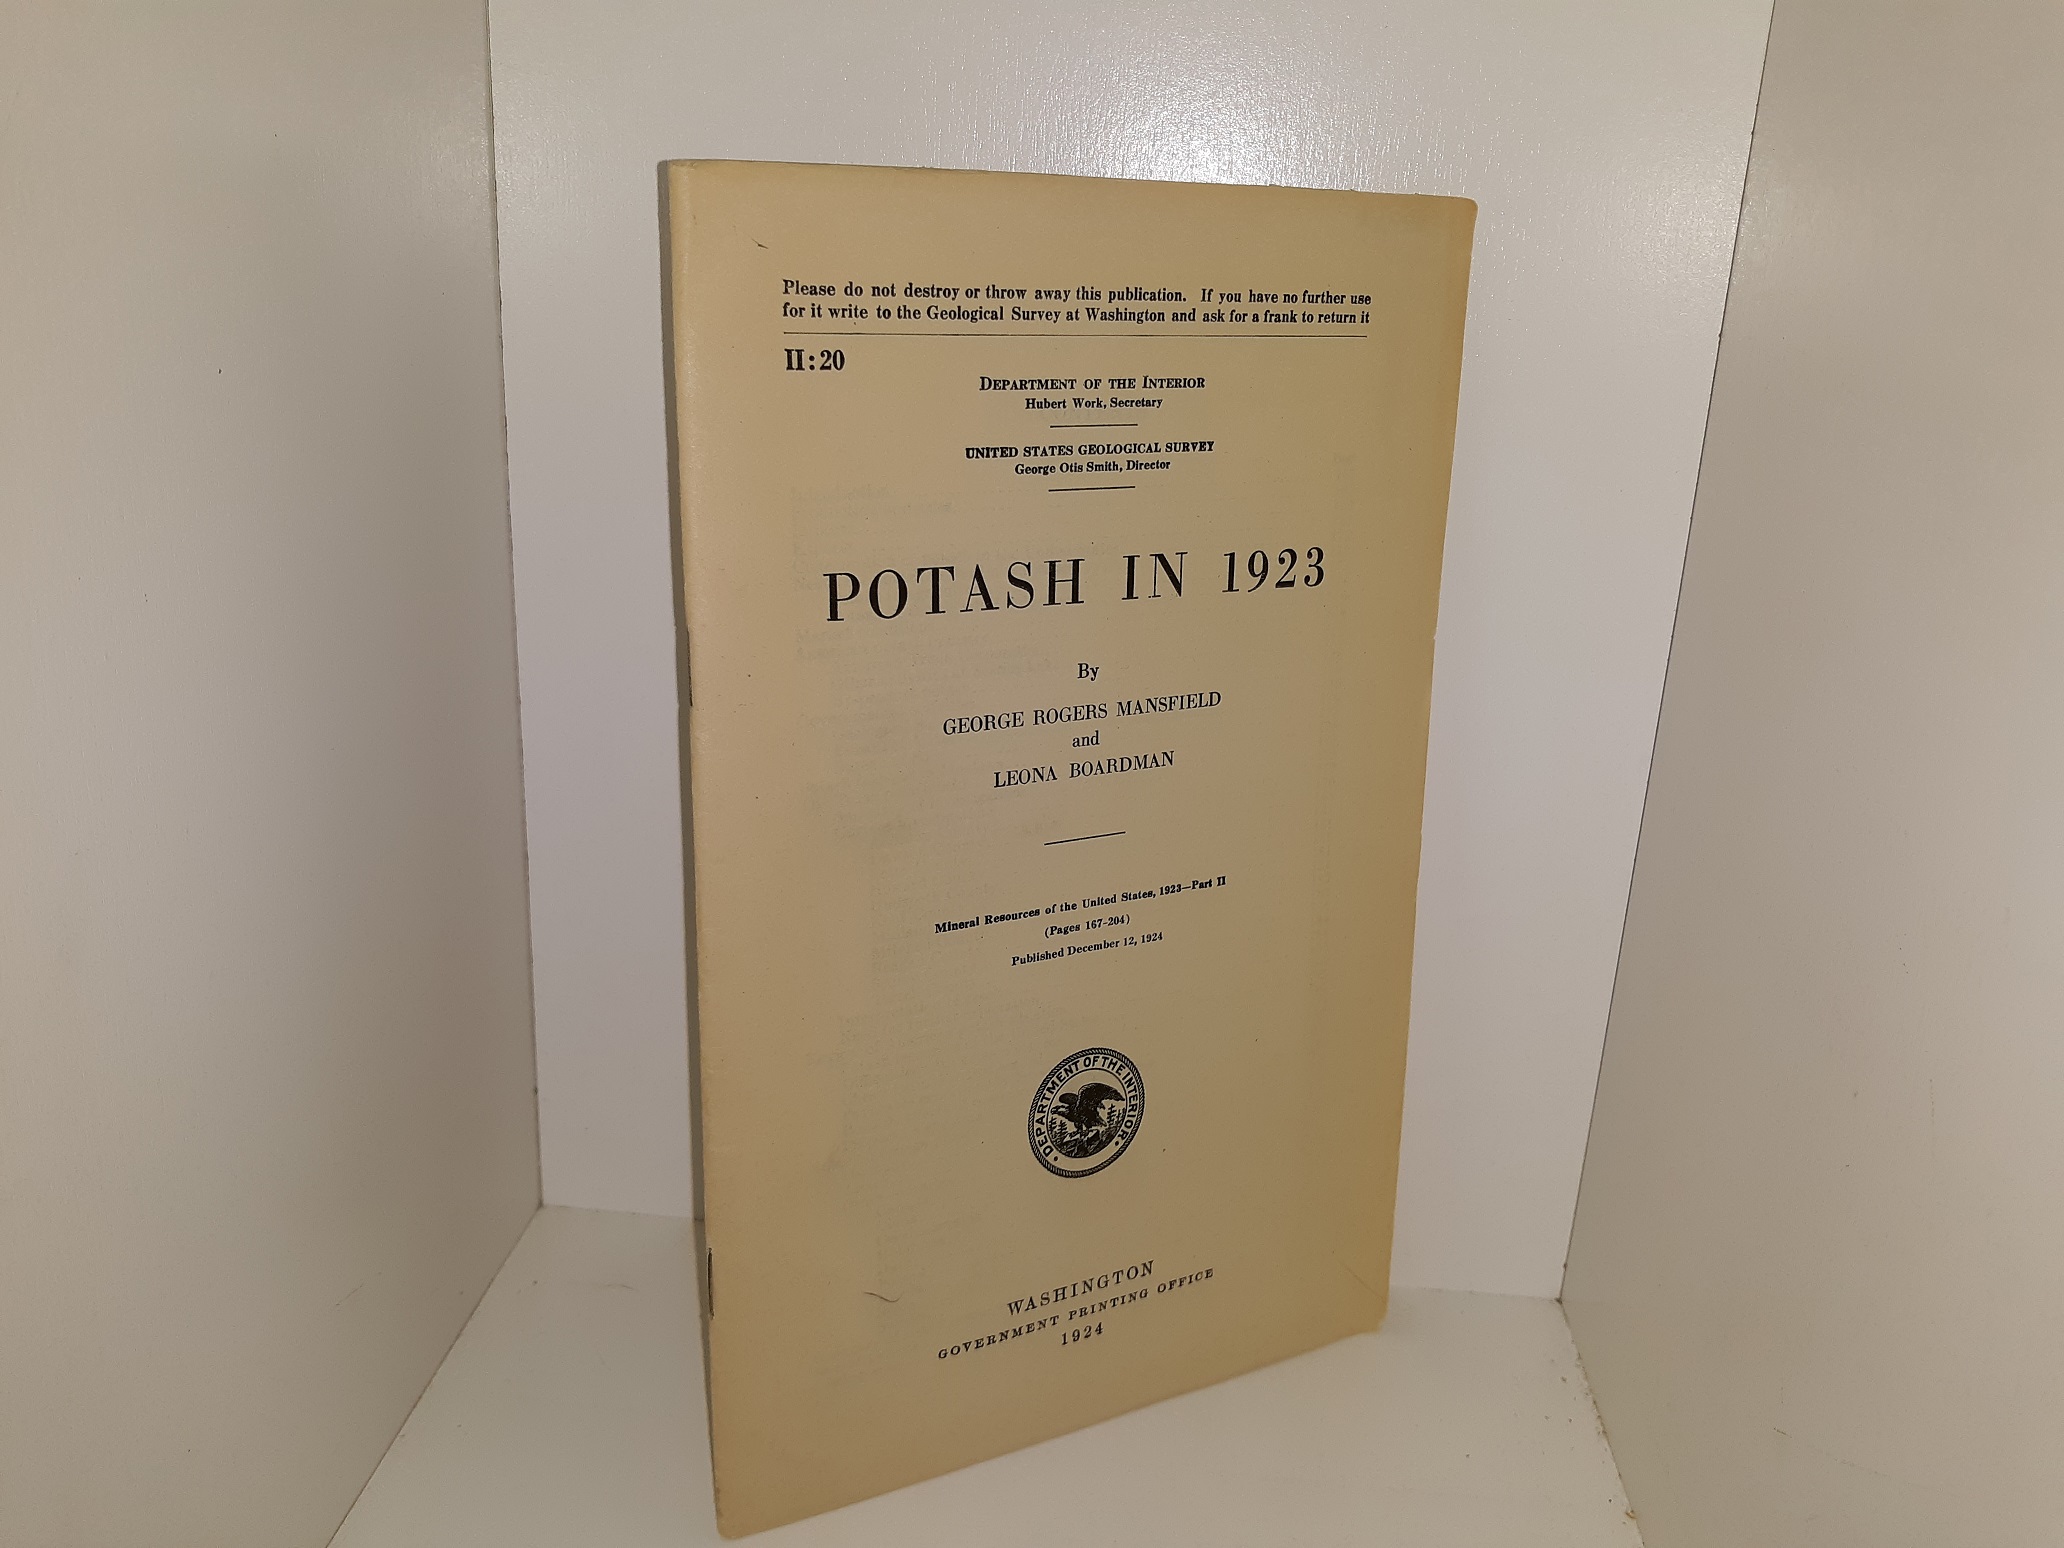 Please do not destroy or throw away this publication. If you have no further use
for it write to the Geological Survey at Washington and ask for a frank to return it
II:20
DEPARTMENT OF THE INTERIOR
Hubert Work, Secretary
UNITED STATES GEOLOGICAL SURVEY
George Otis Smith, Director
POTASH IN 1923
By
GEORGE ROGERS MANSFIELD
and
LEONA BOARDMAN
Mineral Resources of the United States, 1923—Part II
(Pages 167-204)
Published December 12, 1924
DEPARTMENT OF THE INTERIOR
WASHINGTON
GOVERNMENT PRINTING OFFICE
1924